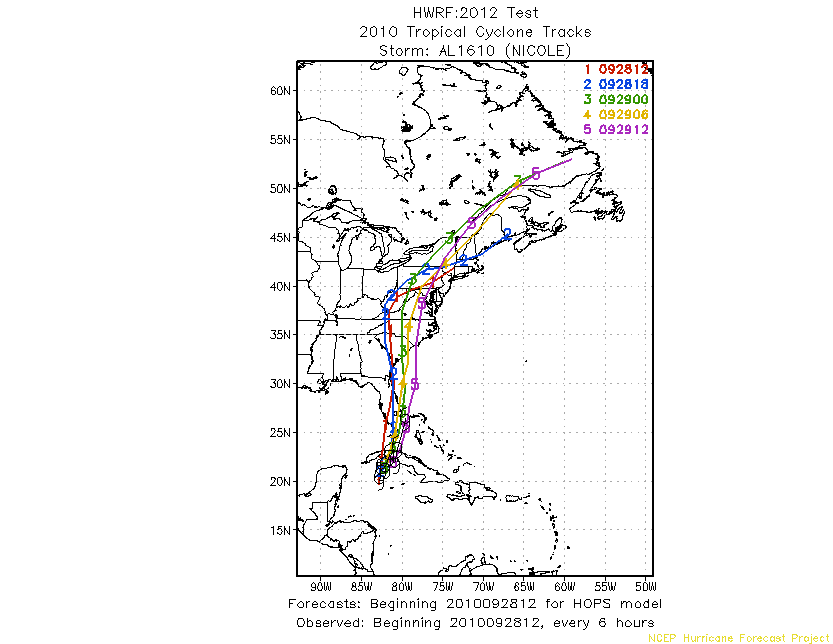 HWRF:2012 Test
2010 Tropical Cyclone Tracks
Storm: AL1610 (NICOLE)
1 092812
2 092818
3 092900
4 092906
5 092912
60N
55N
50N
45N
40N
35N
30N
25N
20N
15N
90W 85W 80W 75W 70W 65W 60W 55W 50W
Forecasts: Beginning 2010092812 for HOPS model
Observed: Beginning 2010092812, every 6 hours
NCEP Hurricane Forecast Project